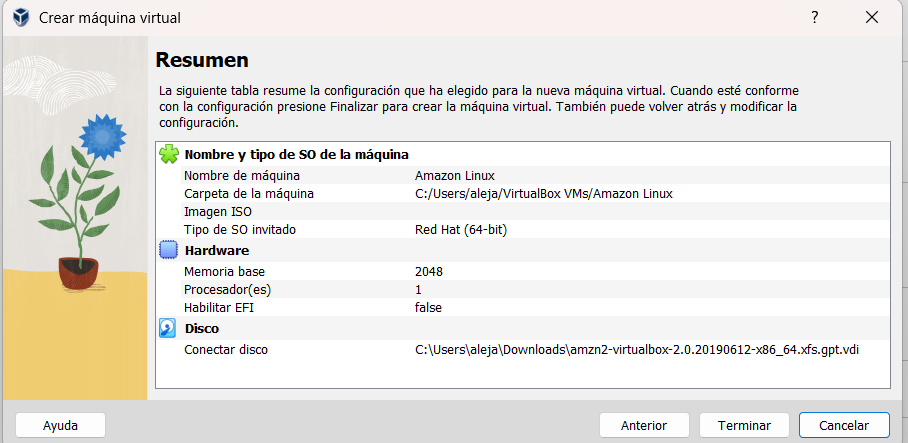 Crear máquina virtual
?
Resumen
La siguiente tabla resume la configuración que ha elegido para la nueva máquina virtual. Cuando esté conforme
con la configuración presione Finalizar para crear la máquina virtual. También puede volver atrás y modificar la
configuración.
Nombre y tipo de SO de la máquina
Nombre de máquina Amazon Linux
Carpeta de la máquina C:/Users/aleja/VirtualBox VMs/Amazon Linux
Imagen ISO
Tipo de SO invitado Red Hat (64-bit)
Hardware
Memoria base 2048
Procesador(es) 1
Habilitar EFI false
Disco
Conectar disco C:\Users\aleja\Downloads\amzn2-virtualbox-2.0.20190612-x86_64.xfs.gpt.vdi
Ayuda Anterior Terminar Cancelar